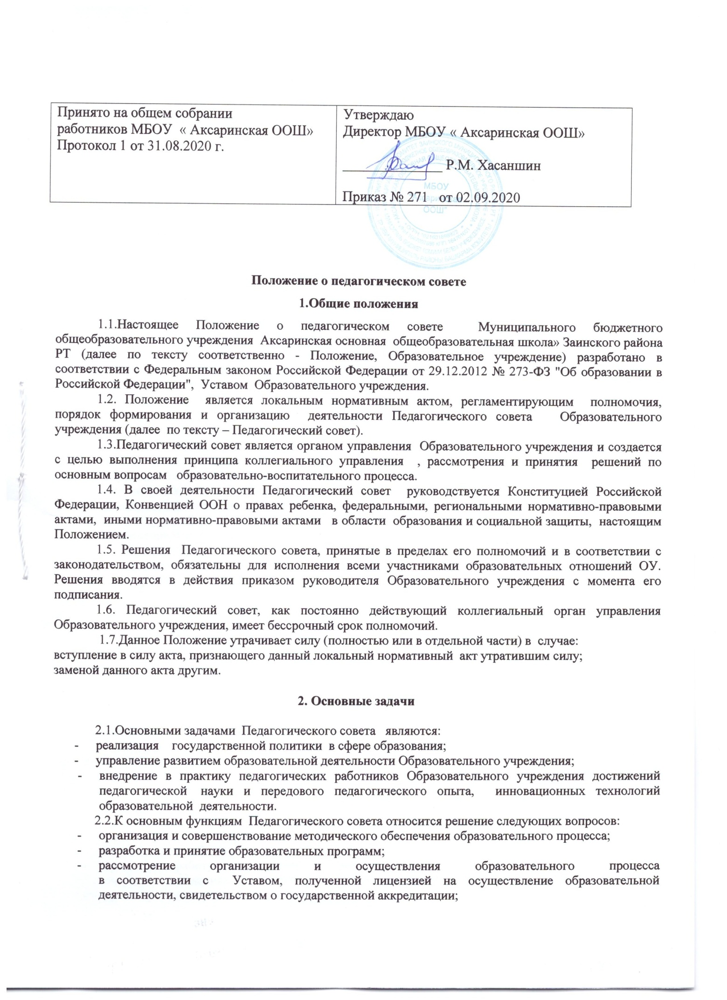 Принято на общем собрании
работников МБОУ « Аксаринская ООШ»
Протокол 1 от 31.08.2020 г.
Утверждаю
Директор МБОУ « Аксаринская ООШ»
_______________ Р.М. Хасаншин
Приказ № 271 от 02.09.2020
МБОУ
ООШ"
Положение о педагогическом совете
1.Общие положения
1.1.Настоящее Положение о педагогическом совете Муниципального бюджетного
общеобразовательного учреждения Аксаринская основная общеобразовательная школа» Заинского района
РТ (далее по тексту соответственно - Положение, Образовательное учреждение) разработано в
соответствии с Федеральным законом Российской Федерации от 29.12.2012 № 273-ФЗ "Об образовании в
Российской Федерации", Уставом Образовательного учреждения.
1.2. Положение является локальным нормативным актом, регламентирующим полномочия,
порядок формирования и организацию деятельности Педагогического совета Образовательного
учреждения (далее по тексту – Педагогический совет).
1.3.Педагогический совет является органом управления Образовательного учреждения и создается
с целью выполнения принципа коллегиального управления , рассмотрения и принятия решений по
основным вопросам образовательно-воспитательного процесса.
1.4. В своей деятельности Педагогический совет руководствуется Конституцией Российской
Федерации, Конвенцией ООН о правах ребенка, федеральными, региональными нормативно-правовыми
актами, иными нормативно-правовыми актами в области образования и социальной защиты, настоящим
Положением.
1.5. Решения Педагогического совета, принятые в пределах его полномочий и в соответствии с
законодательством, обязательны для исполнения всеми участниками образовательных отношений ОУ.
Решения вводятся в действия приказом руководителя Образовательного учреждения с момента его
подписания.
1.6. Педагогический совет, как постоянно действующий коллегиальный орган управления
Образовательного учреждения, имеет бессрочный срок полномочий.
1.7.Данное Положение утрачивает силу (полностью или в отдельной части) в случае:
вступление в силу акта, признающего данный локальный нормативный акт утратившим силу;
заменой данного акта другим.
2. Основные задачи
2.1.Основными задачами Педагогического совета являются:
- реализация государственной политики в сфере образования;
- управление развитием образовательной деятельности Образовательного учреждения;
- внедрение в практику педагогических работников Образовательного учреждения достижений
педагогической науки и передового педагогического опыта, инновационных технологий
образовательной деятельности.
2.2.К основным функциям Педагогического совета относится решение следующих вопросов:
- организация и совершенствование методического обеспечения образовательного процесса;
- разработка и принятие образовательных программ;
- рассмотрение организации и осуществления образовательного процесса
в соответствии с Уставом, полученной лицензией на осуществление образовательной
деятельности, свидетельством о государственной аккредитации;